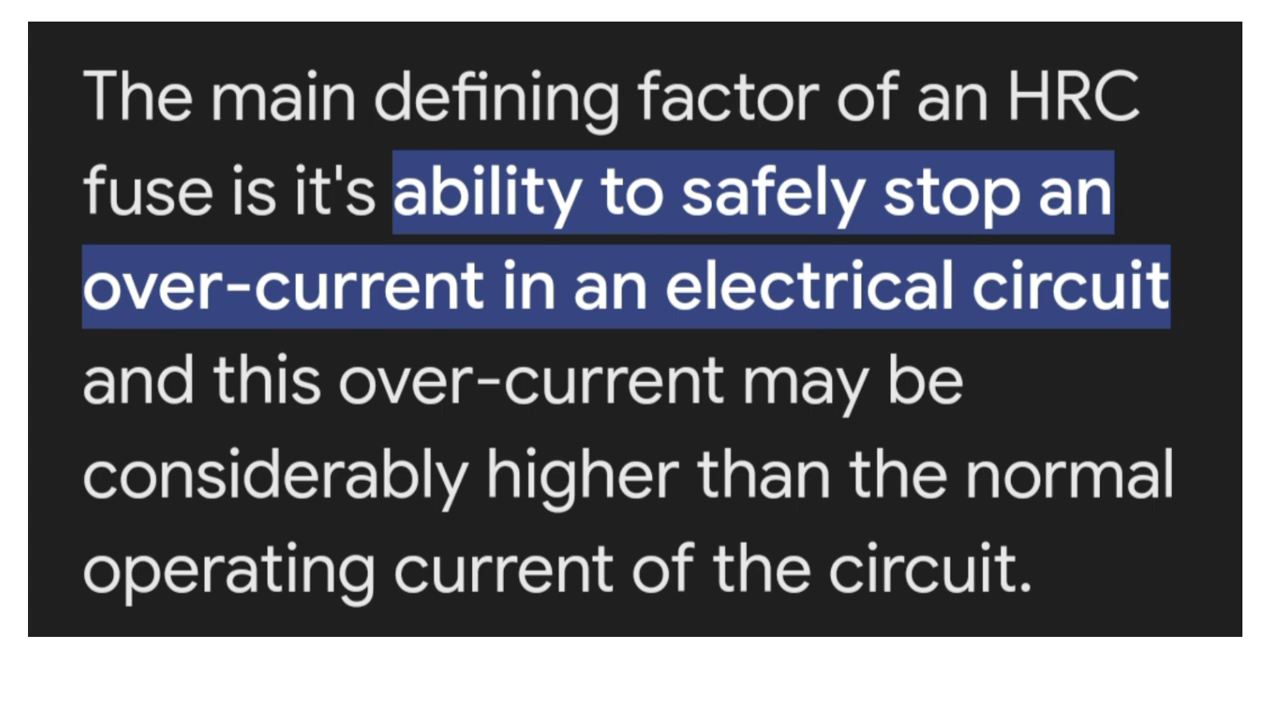 The main defining factor of an HRC
fuse is it's ability to safely stop an
over-current in an electrical circuit
and this over-current may be
considerably higher than the normal
operating current of the circuit.